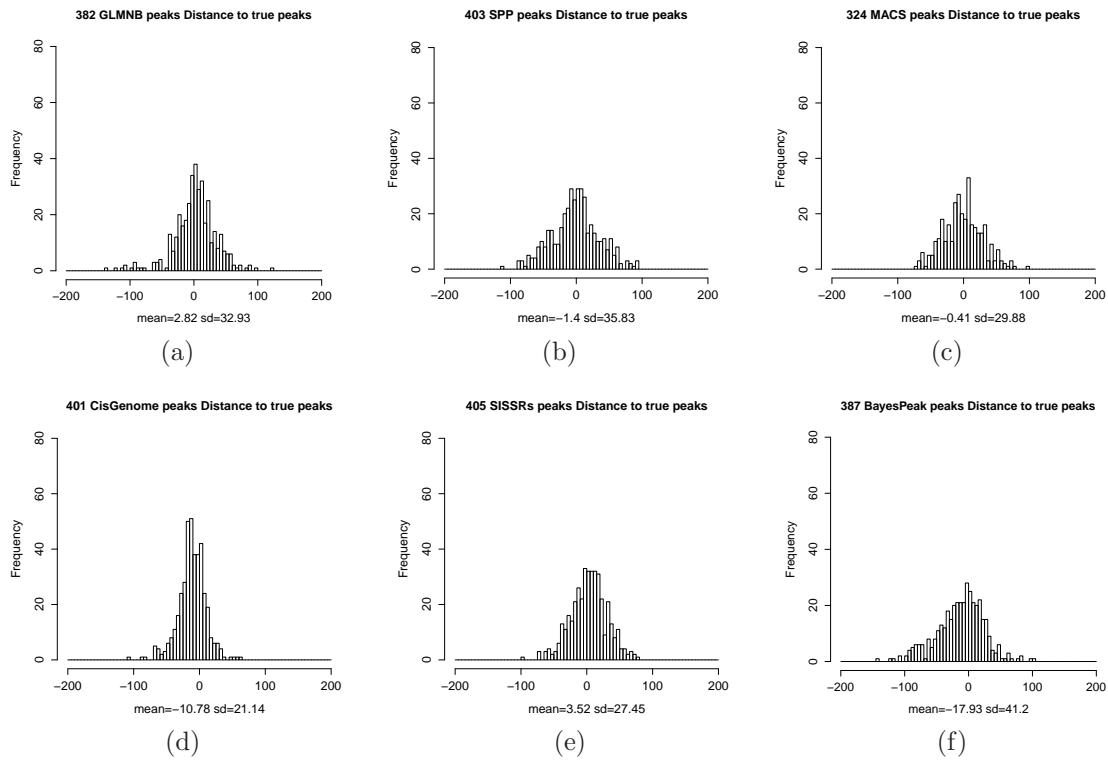 382 GLMNB peaks Distance to true peaks
Frequency
0 20 40 60 80
−200 −100 0 100 200
mean=2.82 sd=32.93
(a)
403 SPP peaks Distance to true peaks
Frequency
0 20 40 60 80
−200 −100 0 100 200
mean=−1.4 sd=35.83
(b)
324 MACS peaks Distance to true peaks
Frequency
0 20 40 60 80
−200 −100 0 100 200
mean=−0.41 sd=29.88
(c)
401 CisGenome peaks Distance to true peaks
Frequency
0 20 40 60 80
−200 −100 0 100 200
mean=−10.78 sd=21.14
(d)
405 SISSRs peaks Distance to true peaks
Frequency
0 20 40 60 80
−200 −100 0 100 200
mean=3.52 sd=27.45
(e)
387 BayesPeak peaks Distance to true peaks
Frequency
0 20 40 60 80
−200 −100 0 100 200
mean=−17.93 sd=41.2
(f)